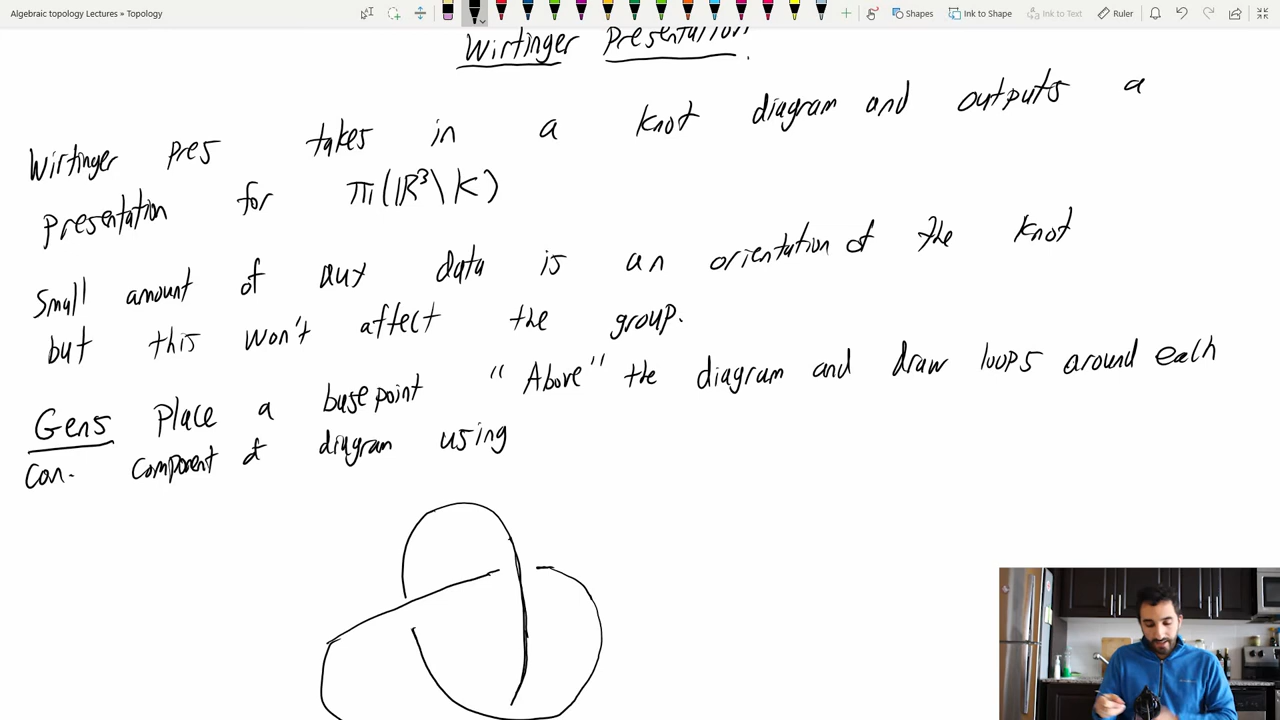 Algebraic topology Lectures » Topology
Shapes
Ink to Shape
Ink to Text
Ruler
Wirtinger Presentation.
Wirtinger pres takes in a knot diagram and outputs a
presentation for π1(ℝ³\K)
Small amount of aux data is an orientation of the knot
but this won't affect the group.
Gens Place a basepoint "Above" the diagram and draw loops around each
con. component of diagram using